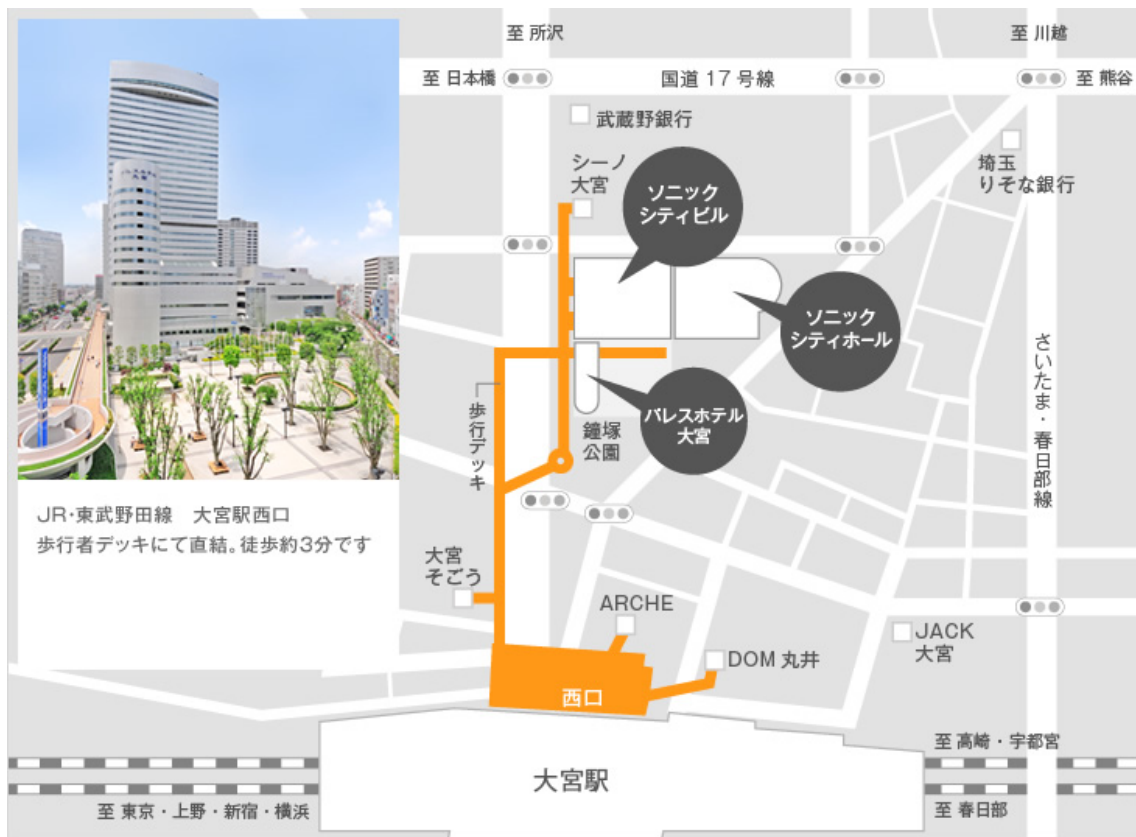 至 所沢
至 川越
至 日本橋
国道 17 号線
至 熊谷
武蔵野銀行
シーノ
大宮
ソニック
シティビル
埼玉
りそな銀行
ソニック
シティホール
パレスホテル
大宮
鐘塚
公園
歩行デッキ
さいたま・春日部線
JR・東武野田線 大宮駅西口
歩行者デッキにて直結。徒歩約3分です
大宮
そごう
ARCHE
JACK
大宮
DOM 丸井
西口
至 高崎・宇都宮
大宮駅
至 東京・上野・新宿・横浜
至 春日部